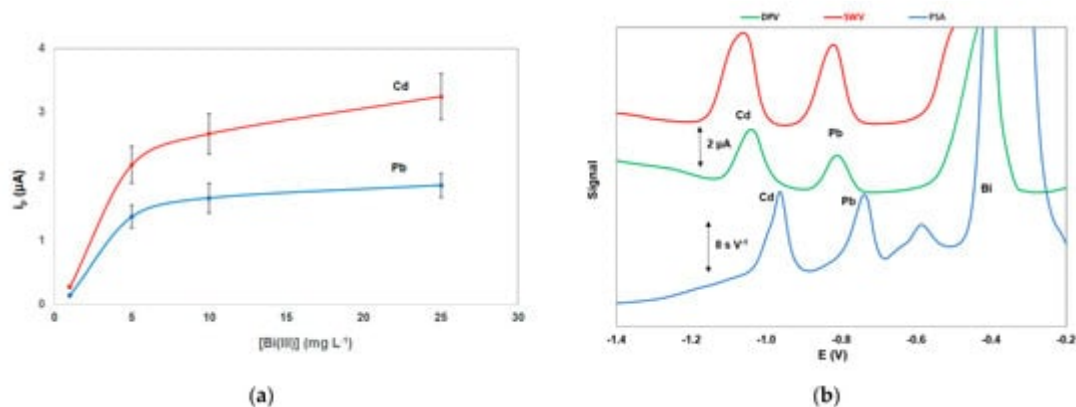 (a)
4
3
2
1
0
iₚ (µA)
Cd
Pb
0 5 10 15 20 25 30
[Bi(III)] (mg L⁻¹)
(b)
DPV SWV PSA
Signal
Cd
Pb
2 µA
Cd
Pb
Bi
8 s V⁻¹
-1.4 -1.2 -1.0 -0.8 -0.6 -0.4 -0.2
E (V)
(a) (b)